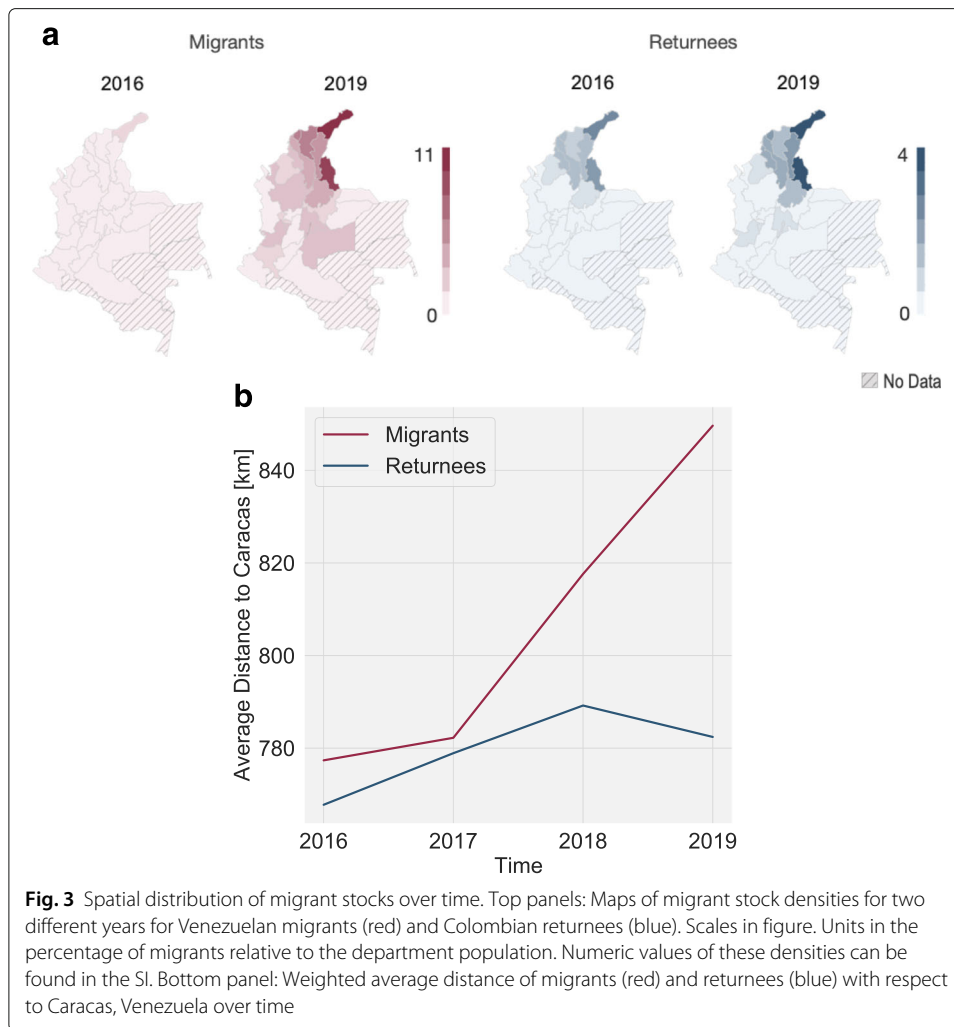 a
Migrants
Returnees
2016
2019
2016
2019
11
0
4
0
No Data
b
Migrants
Returnees
Average Distance to Caracas [km]
840
820
800
780
2016
2017
2018
2019
Time
Fig. 3 Spatial distribution of migrant stocks over time. Top panels: Maps of migrant stock densities for two
different years for Venezuelan migrants (red) and Colombian returnees (blue). Scales in figure. Units in the
percentage of migrants relative to the department population. Numeric values of these densities can be
found in the SI. Bottom panel: Weighted average distance of migrants (red) and returnees (blue) with respect
to Caracas, Venezuela over time